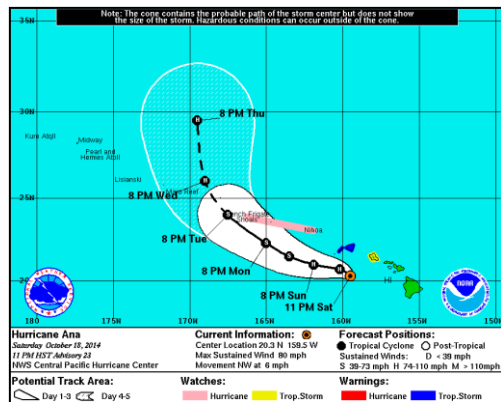 Note: The cone contains the probable path of the storm center but does not show
the size of the storm. Hazardous conditions can occur outside of the cone.
35N
30N
25N
20N
8 PM Thu
Kure Atoll
Midway
Pearl and
Hermes Atoll
Lisianski
Maro Reef
8 PM Wed
French Frigate
Shoals
Nihoa
8 PM Tue
8 PM Mon
8 PM Sun
11 PM Sat
HI
NOAA
H
H
S
S
S
H
H
180
175W
170W
165W
160W
155W
Hurricane Ana
Saturday October 18, 2014
11 PM HST Advisory 23
NWS Central Pacific Hurricane Center
Current Information:
Center Location 20.3 N 159.5 W
Max Sustained Wind 80 mph
Movement NW at 6 mph
Forecast Positions:
Tropical Cyclone Post-Tropical
Sustained Winds: D < 39 mph
S 39-73 mph H 74-110 mph M > 110mph
Potential Track Area:
Day 1-3 Day 4-5
Watches:
Hurricane Trop.Storm
Warnings:
Hurricane Trop.Storm